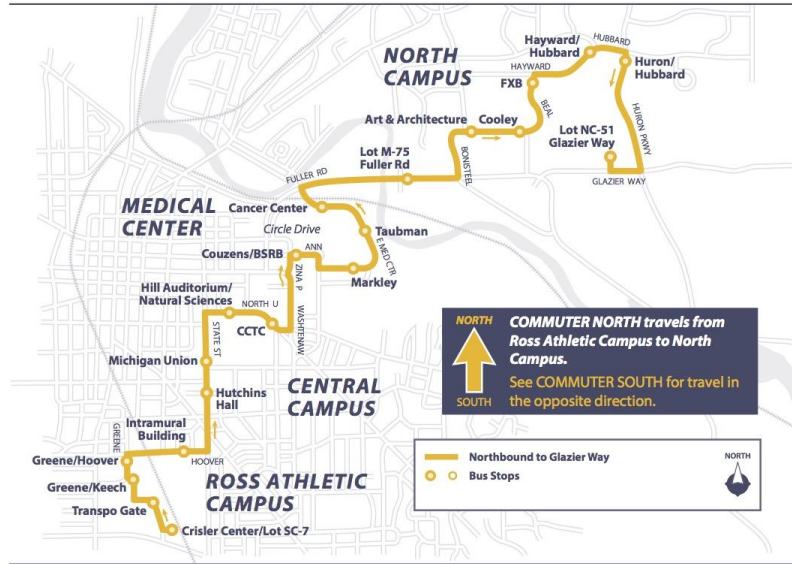 NORTH
CAMPUS
Hayward/
Hubbard
HUBBARD
Huron/
Hubbard
HAYWARD
FXB
BEAL
HURON PKWY
Art & Architecture
Cooley
Lot NC-51
Glazier Way
Lot M-75
Fuller Rd
BONISTEEL
GLAZIER WAY
FULLER RD
MEDICAL
CENTER
Cancer Center
Circle Drive
Taubman
E MED CTR
Couzens/BSRB
ANN
Markley
ZINA P
Hill Auditorium/
Natural Sciences
NORTH U
WASHTENAW
CCTC
STATE ST
Michigan Union
CENTRAL
CAMPUS
Hutchins
Hall
Intramural
Building
GREENE
HOOVER
Greene/Hoover
Greene/Keech
ROSS ATHLETIC
CAMPUS
Transpo Gate
Crisler Center/Lot SC-7
NORTH
SOUTH
COMMUTER NORTH travels from
Ross Athletic Campus to North
Campus.
See COMMUTER SOUTH for travel in
the opposite direction.
Northbound to Glazier Way
Bus Stops
NORTH